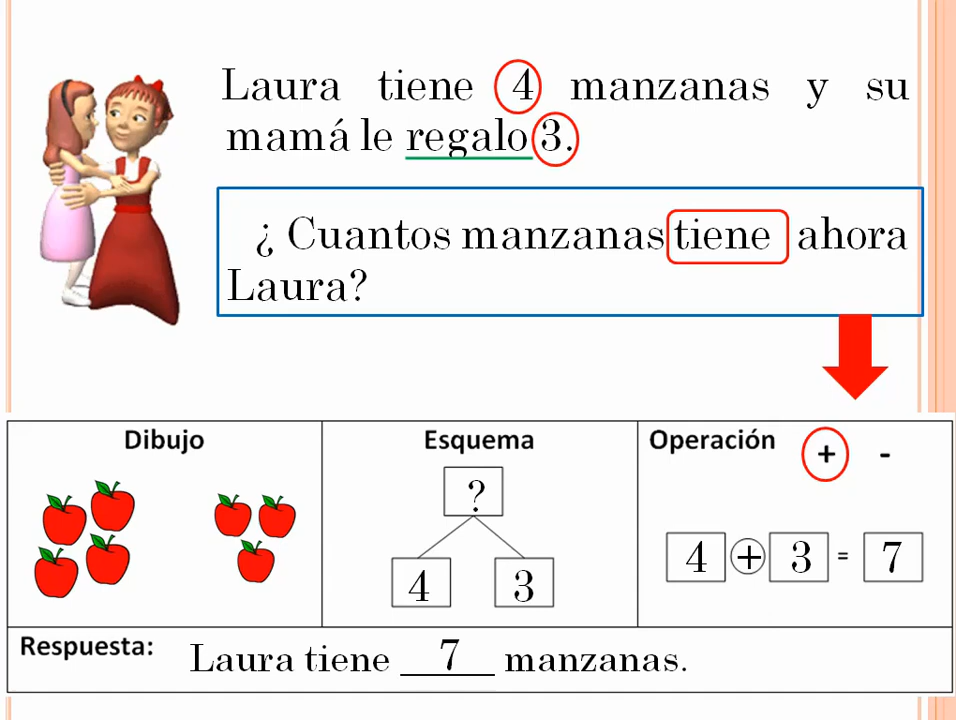 Laura tiene 4 manzanas y su
mamá le regalo 3.
¿ Cuantos manzanas tiene ahora
Laura?
Dibujo
Esquema
?
4 3
Operación + -
4 + 3 = 7
Respuesta: Laura tiene 7 manzanas.